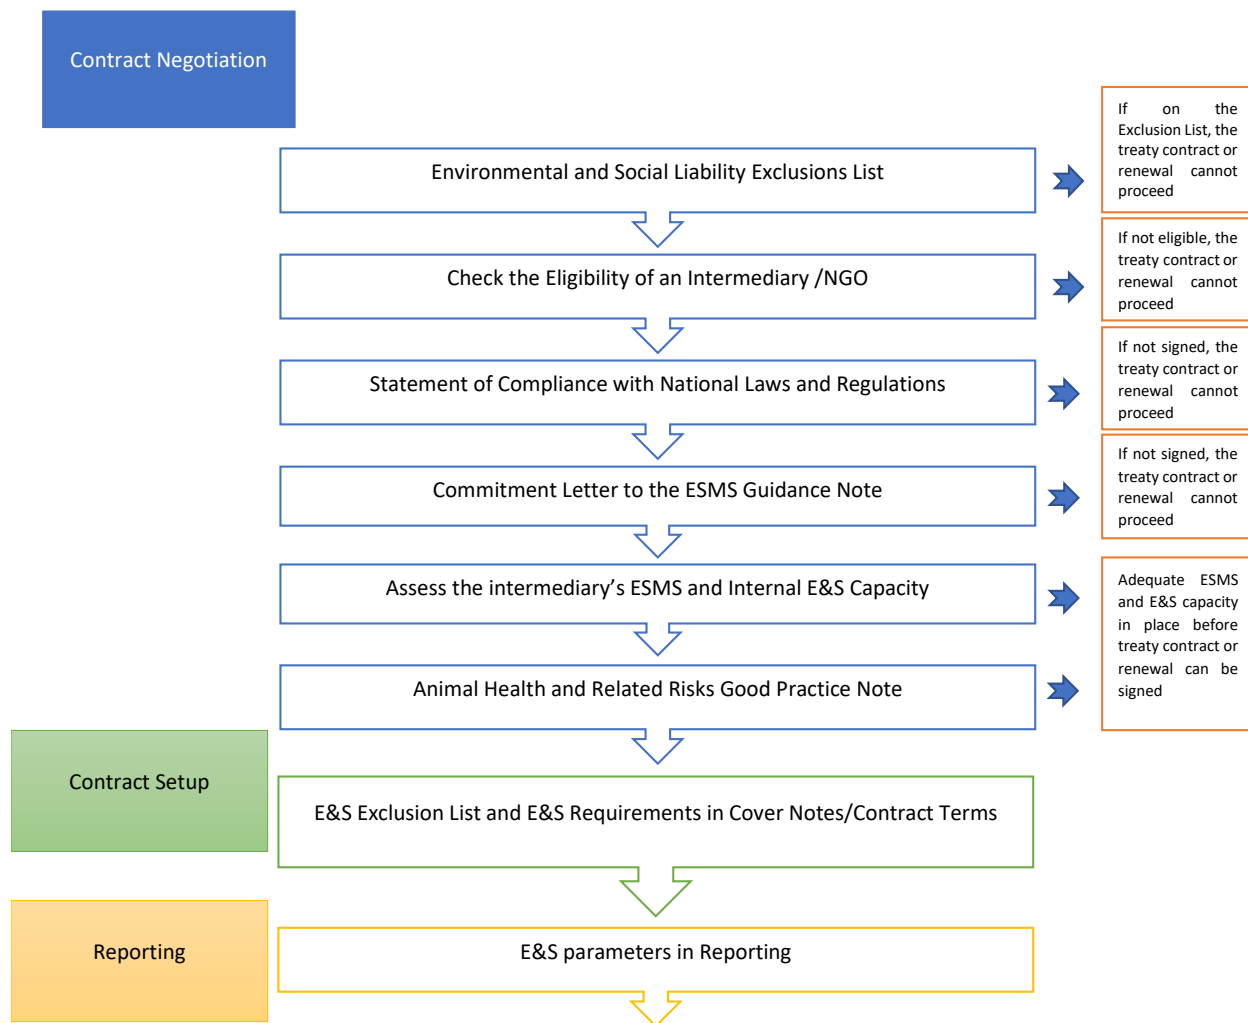 Contract Negotiation
If on the
Exclusion List, the
treaty contract or
renewal cannot
proceed
Environmental and Social Liability Exclusions List
If not eligible, the
treaty contract or
renewal cannot
proceed
Check the Eligibility of an Intermediary /NGO
If not signed, the
treaty contract or
renewal cannot
proceed
Statement of Compliance with National Laws and Regulations
If not signed, the
treaty contract or
renewal cannot
proceed
Commitment Letter to the ESMS Guidance Note
Adequate ESMS
and E&S capacity
in place before
treaty contract or
renewal can be
signed
Assess the intermediary’s ESMS and Internal E&S Capacity
Animal Health and Related Risks Good Practice Note
Contract Setup
E&S Exclusion List and E&S Requirements in Cover Notes/Contract Terms
Reporting
E&S parameters in Reporting